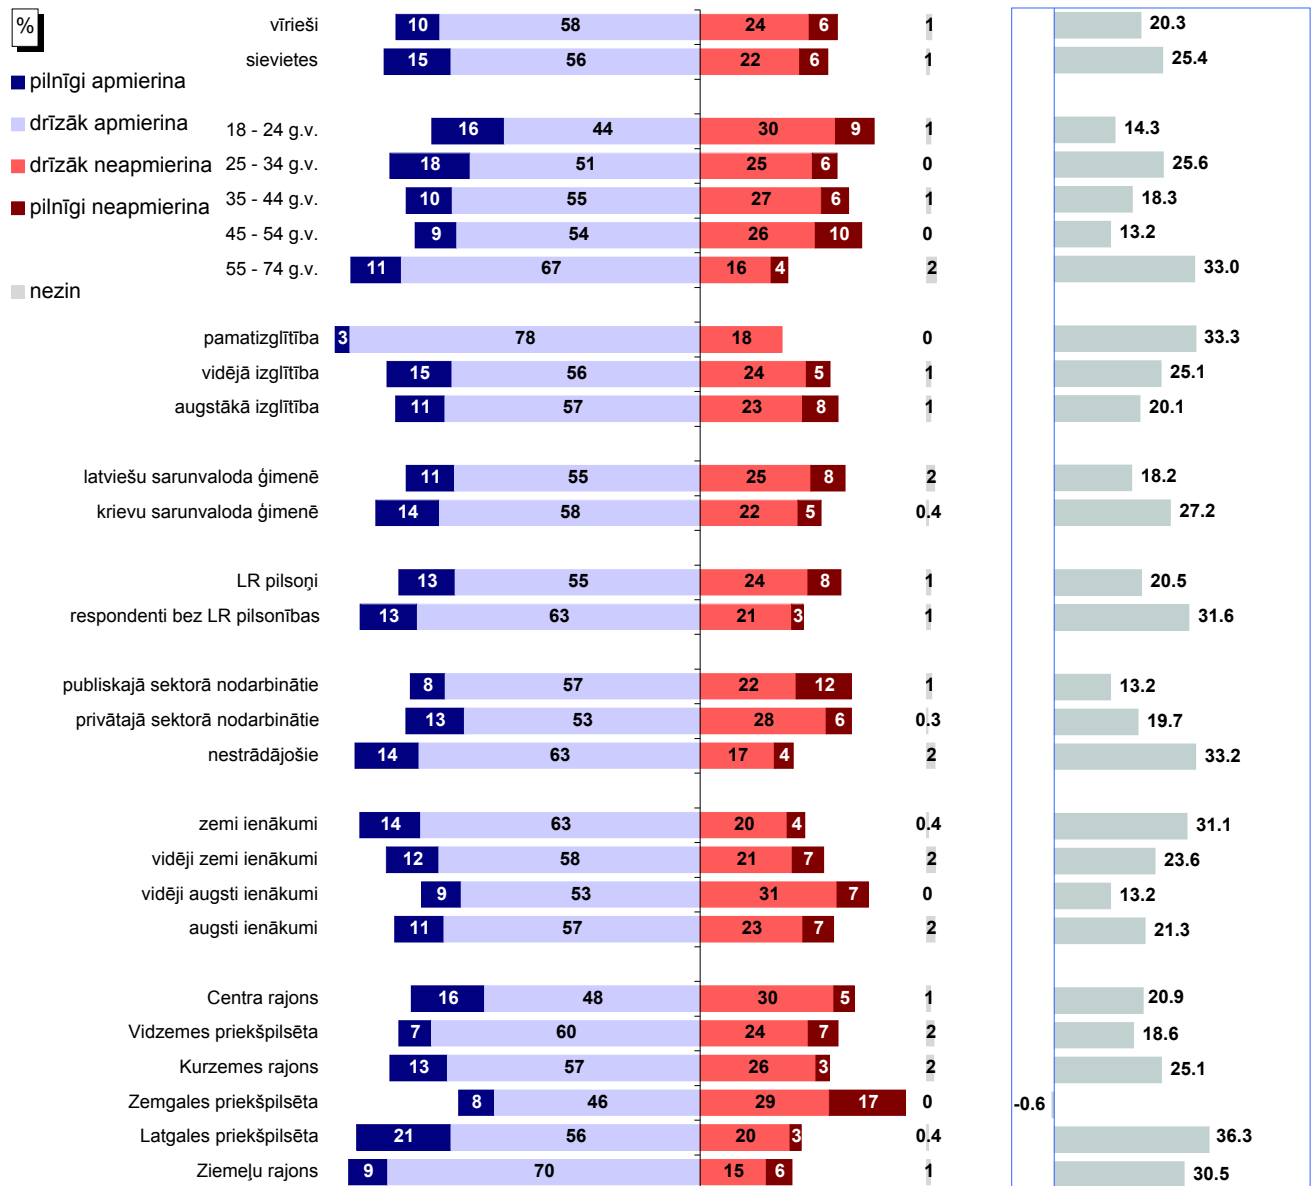 %
pilnīgi apmierina
drīzāk apmierina
drīzāk neapmierina
pilnīgi neapmierina
nezin
vīrieši 10 58 24 6 1 20.3
sievietes 15 56 22 6 1 25.4
18 - 24 g.v. 16 44 30 9 1 14.3
25 - 34 g.v. 18 51 25 6 0 25.6
35 - 44 g.v. 10 55 27 6 1 18.3
45 - 54 g.v. 9 54 26 10 0 13.2
55 - 74 g.v. 11 67 16 4 2 33.0
pamatizglītība 3 78 18 0 33.3
vidējā izglītība 15 56 24 5 1 25.1
augstākā izglītība 11 57 23 8 1 20.1
latviešu sarunvaloda ģimenē 11 55 25 8 2 18.2
krievu sarunvaloda ģimenē 14 58 22 5 0.4 27.2
LR pilsoņi 13 55 24 8 1 20.5
respondenti bez LR pilsonības 13 63 21 3 1 31.6
publiskajā sektorā nodarbinātie 8 57 22 12 1 13.2
privātajā sektorā nodarbinātie 13 53 28 6 0.3 19.7
nestrādājošie 14 63 17 4 2 33.2
zemi ienākumi 14 63 20 4 0.4 31.1
vidēji zemi ienākumi 12 58 21 7 2 23.6
vidēji augsti ienākumi 9 53 31 7 0 13.2
augsti ienākumi 11 57 23 7 2 21.3
Centra rajons 16 48 30 5 1 20.9
Vidzemes priekšpilsēta 7 60 24 7 2 18.6
Kurzemes rajons 13 57 26 3 2 25.1
Zemgales priekšpilsēta 8 46 29 17 0 -0.6
Latgales priekšpilsēta 21 56 20 3 0.4 36.3
Ziemeļu rajons 9 70 15 6 1 30.5